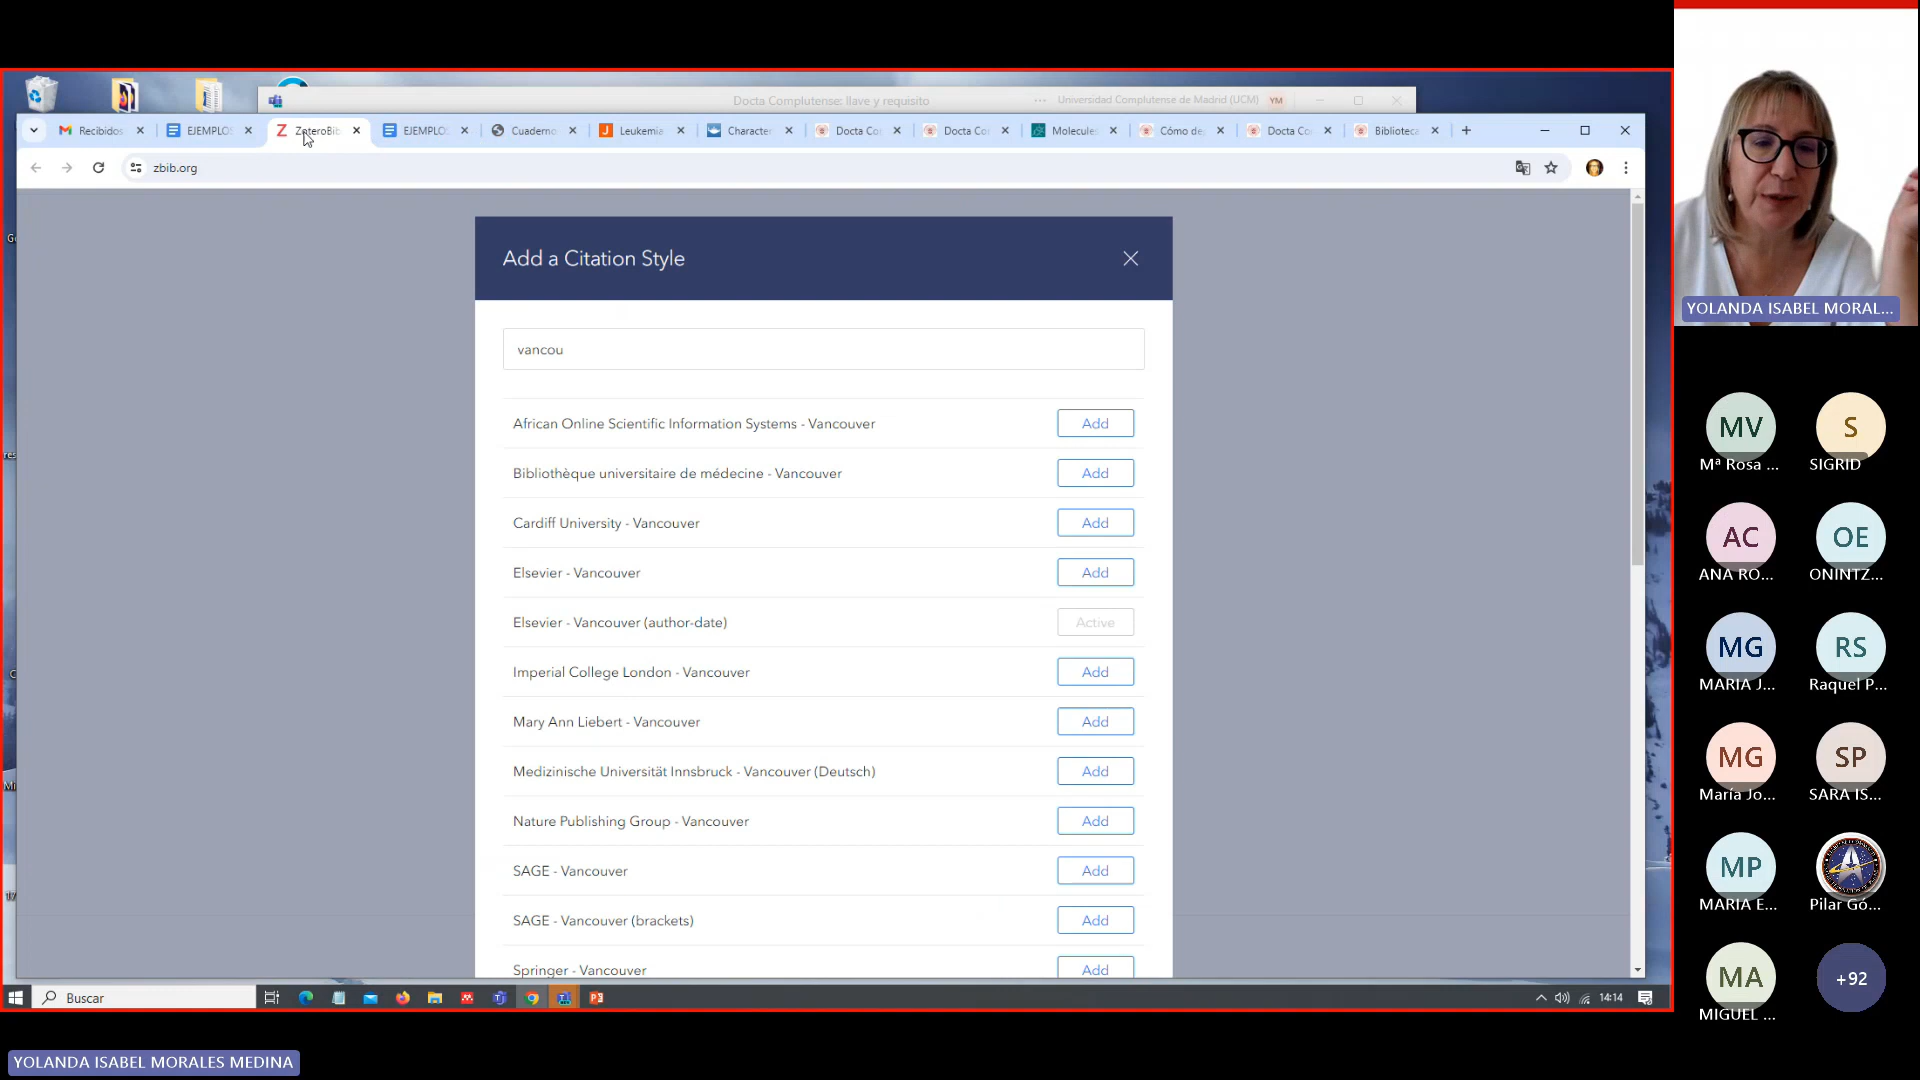 Docta Complutense: llave y requisito
Universidad Complutense de Madrid (UCM)
YM
Recibidos
EJEMPLOS
ZoteroBib
EJEMPLO
Cuaderno
Leukemia
Character
Docta Co
Docta Co
Molecules
Cómo de
Docta Co
Biblioteca
zbib.org
Add a Citation Style
vancou
African Online Scientific Information Systems - Vancouver Add
Bibliothèque universitaire de médecine - Vancouver Add
Cardiff University - Vancouver Add
Elsevier - Vancouver Add
Elsevier - Vancouver (author-date) Active
Imperial College London - Vancouver Add
Mary Ann Liebert - Vancouver Add
Medizinische Universität Innsbruck - Vancouver (Deutsch) Add
Nature Publishing Group - Vancouver Add
SAGE - Vancouver Add
SAGE - Vancouver (brackets) Add
Springer - Vancouver Add
Buscar
14:14
YOLANDA ISABEL MORAL...
MV
Mª Rosa ...
S
SIGRID
AC
ANA RO...
OE
ONINTZ...
MG
MARIA J...
RS
Raquel P...
MG
María Jo...
SP
SARA IS...
MP
MARIA E...
Pilar Gó...
MA
MIGUEL ...
+92
YOLANDA ISABEL MORALES MEDINA